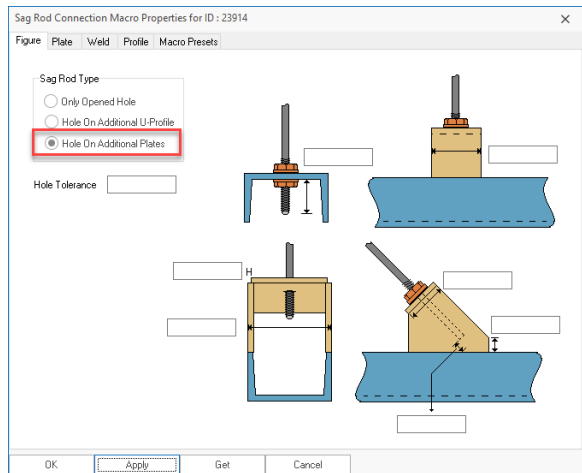 Sag Rod Connection Macro Properties for ID : 23914
Figure Plate Weld Profile Macro Presets
Sag Rod Type
Only Opened Hole
Hole On Additional U-Profile
Hole On Additional Plates
Hole Tolerance
H
OK Apply Get Cancel